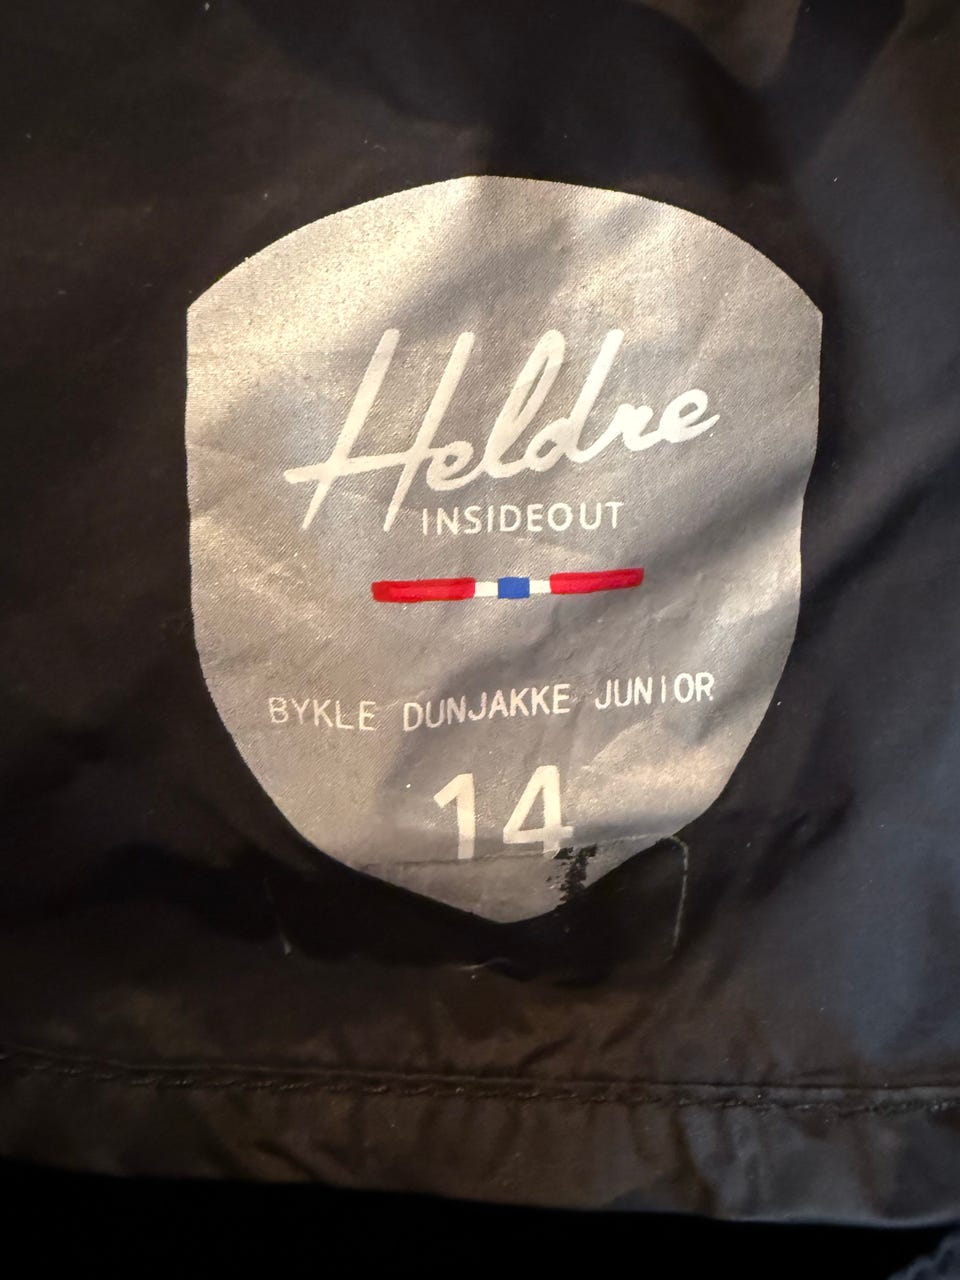 Heldre
INSIDEOUT
BYKLE DUNJAKKE JUNIOR
14